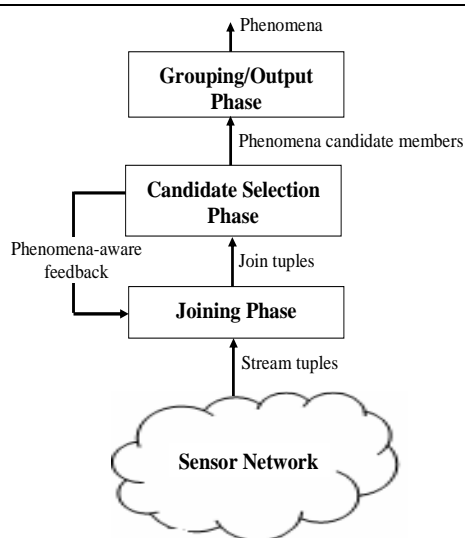 Phenomena
Grouping/Output
Phase
Phenomena candidate members
Candidate Selection
Phase
Phenomena-aware
feedback
Join tuples
Joining Phase
Stream tuples
Sensor Network